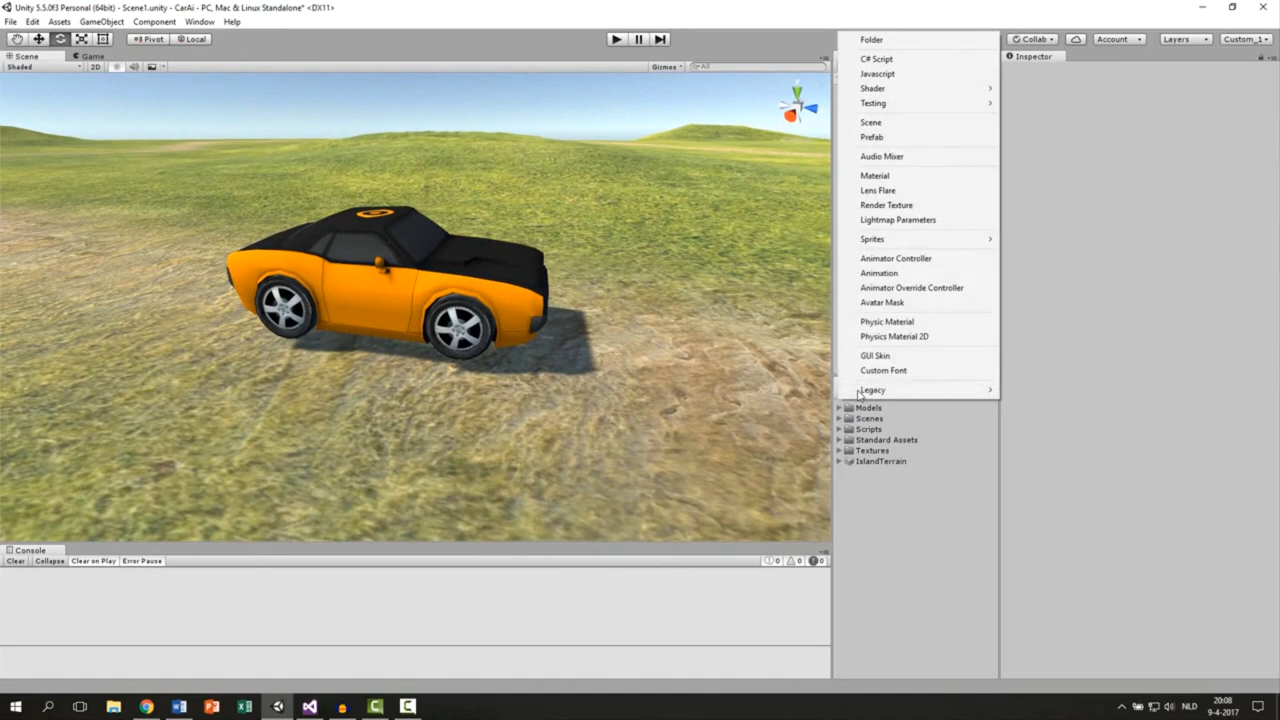 Unity 5.5.0f3 Personal (64bit) - Scene1.unity - CarAi - PC, Mac & Linux Standalone* <DX11>
File Edit Assets GameObject Component Window Help
Pivot Local Collab Account Layers Custom_1
Scene Game Inspector
Shaded 2D Gizmos All
Folder
C# Script
Javascript
Shader
Testing
Scene
Prefab
Audio Mixer
Material
Lens Flare
Render Texture
Lightmap Parameters
Sprites
Animator Controller
Animation
Animator Override Controller
Avatar Mask
Physic Material
Physics Material 2D
GUI Skin
Custom Font
Legacy
Models
Scenes
Scripts
Standard Assets
Textures
IslandTerrain
Console
Clear Collapse Clear on Play Error Pause 0 0 0
NLD
20:08
9-4-2017